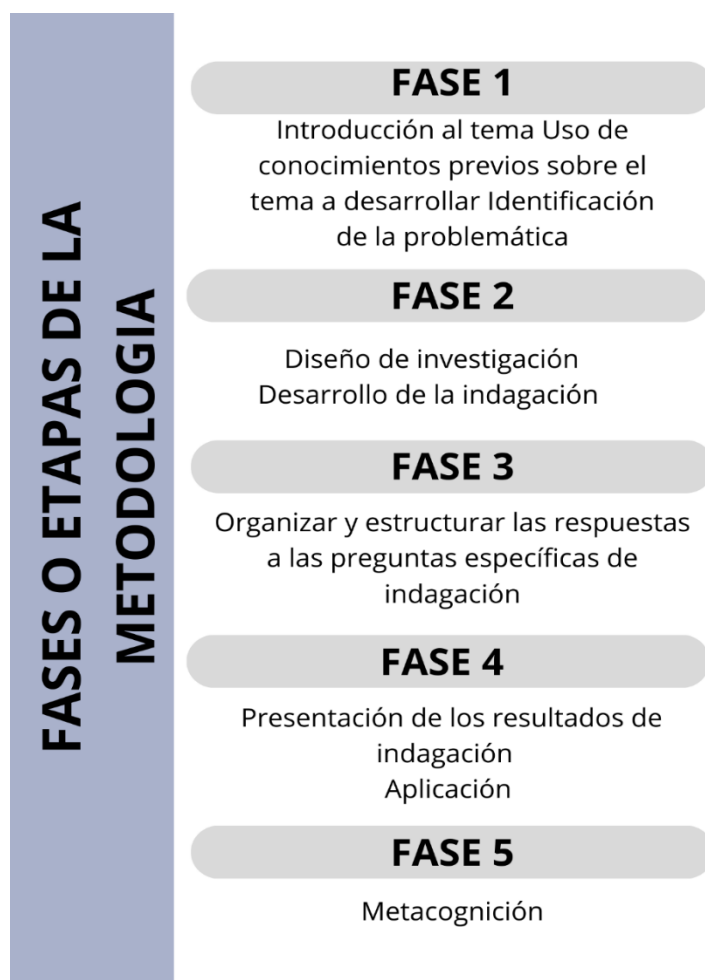 FASES O ETAPAS DE LA
METODOLOGIA
FASE 1
Introducción al tema Uso de
conocimientos previos sobre el
tema a desarrollar Identificación
de la problemática
FASE 2
Diseño de investigación
Desarrollo de la indagación
FASE 3
Organizar y estructurar las respuestas
a las preguntas específicas de
indagación
FASE 4
Presentación de los resultados de
indagación
Aplicación
FASE 5
Metacognición